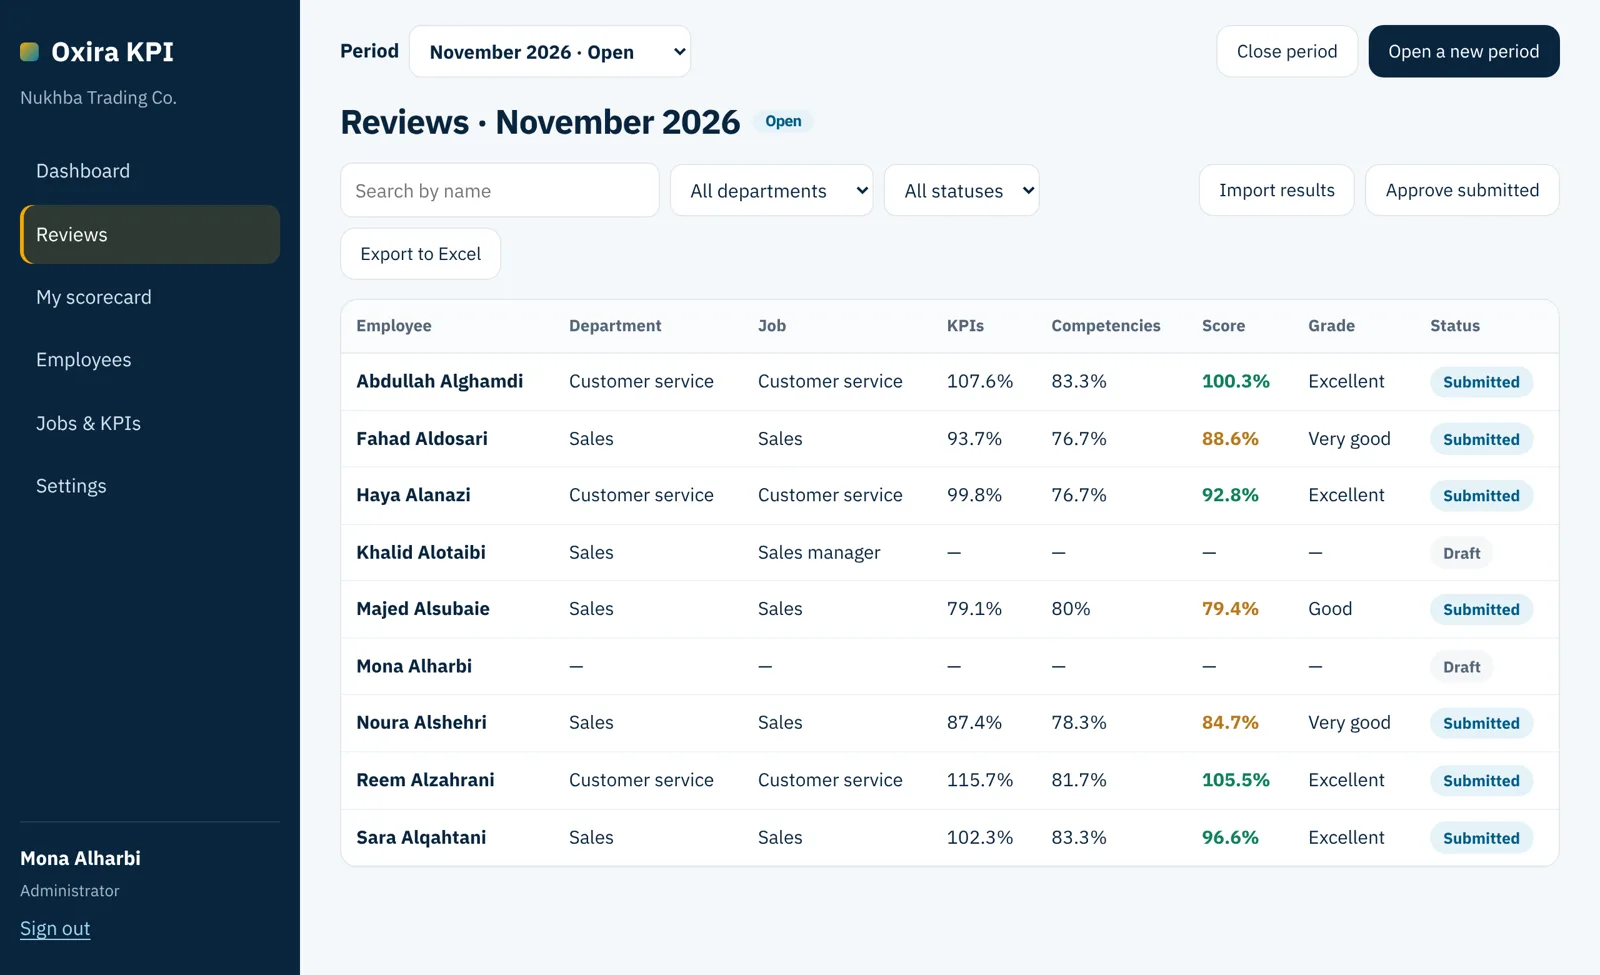 Oxira KPI
Nukhba Trading Co.
Dashboard
Reviews
My scorecard
Employees
Jobs & KPIs
Settings
Mona Alharbi
Administrator
Sign out
Period November 2026 · Open Close period Open a new period
Reviews · November 2026 Open
Search by name All departments All statuses Import results Approve submitted
Export to Excel
Employee Department Job KPIs Competencies Score Grade Status
Abdullah Alghamdi Customer service Customer service 107.6% 83.3% 100.3% Excellent Submitted
Fahad Aldosari Sales Sales 93.7% 76.7% 88.6% Very good Submitted
Haya Alanazi Customer service Customer service 99.8% 76.7% 92.8% Excellent Submitted
Khalid Alotaibi Sales Sales manager — — — — Draft
Majed Alsubaie Sales Sales 79.1% 80% 79.4% Good Submitted
Mona Alharbi — — — — — — Draft
Noura Alshehri Sales Sales 87.4% 78.3% 84.7% Very good Submitted
Reem Alzahrani Customer service Customer service 115.7% 81.7% 105.5% Excellent Submitted
Sara Alqahtani Sales Sales 102.3% 83.3% 96.6% Excellent Submitted